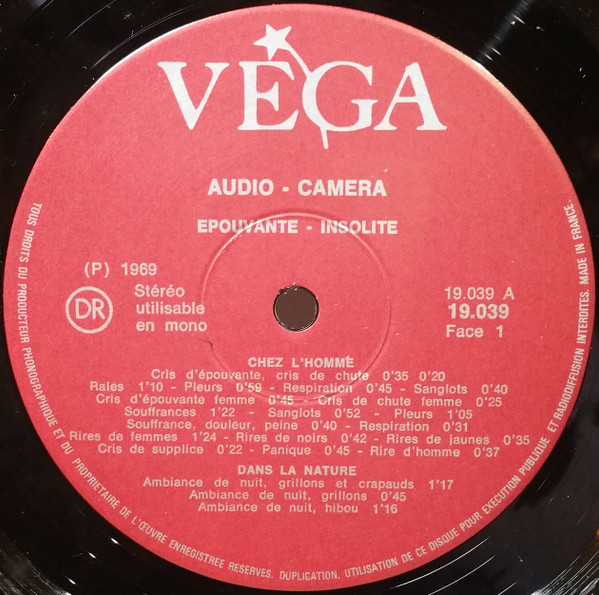 VEGA
AUDIO - CAMERA
EPOUVANTE - INSOLITE
(P) 1969
DR
Stéréo
utilisable
en mono
19.039 A
19.039
Face 1
CHEZ L'HOMME
Cris d'épouvante, cris de chute 0'35 0'20
Rales 1'10 - Pleurs 0'59 - Respiration 0'45 - Sanglots 0'40
Cris d'épouvante femme 0'45 - Cris de chute femme 0'25
Souffrances 1'22 - Sanglots 0'52 - Pleurs 1'05
Souffrance, douleur, peine 0'40 - Respiration 0'31
Rires de femmes 1'24 - Rires de noirs 0'42 - Rires de jaunes 0'35
Cris de supplice 0'22 - Panique 0'45 - Rire d'homme 0'37
DANS LA NATURE
Ambiance de nuit, grillons et crapauds 1'17
Ambiance de nuit, grillons 0'45
Ambiance de nuit, hibou 1'16
TOUS DROITS DU PRODUCTEUR PHONOGRAPHIQUE ET DU PROPRIETAIRE DE L'ŒUVRE ENREGISTREE RESERVES. DUPLICATION, UTILISATION DE CE DISQUE POUR EXECUTION PUBLIQUE ET RADIODIFFUSION INTERDITES. MADE IN FRANCE.